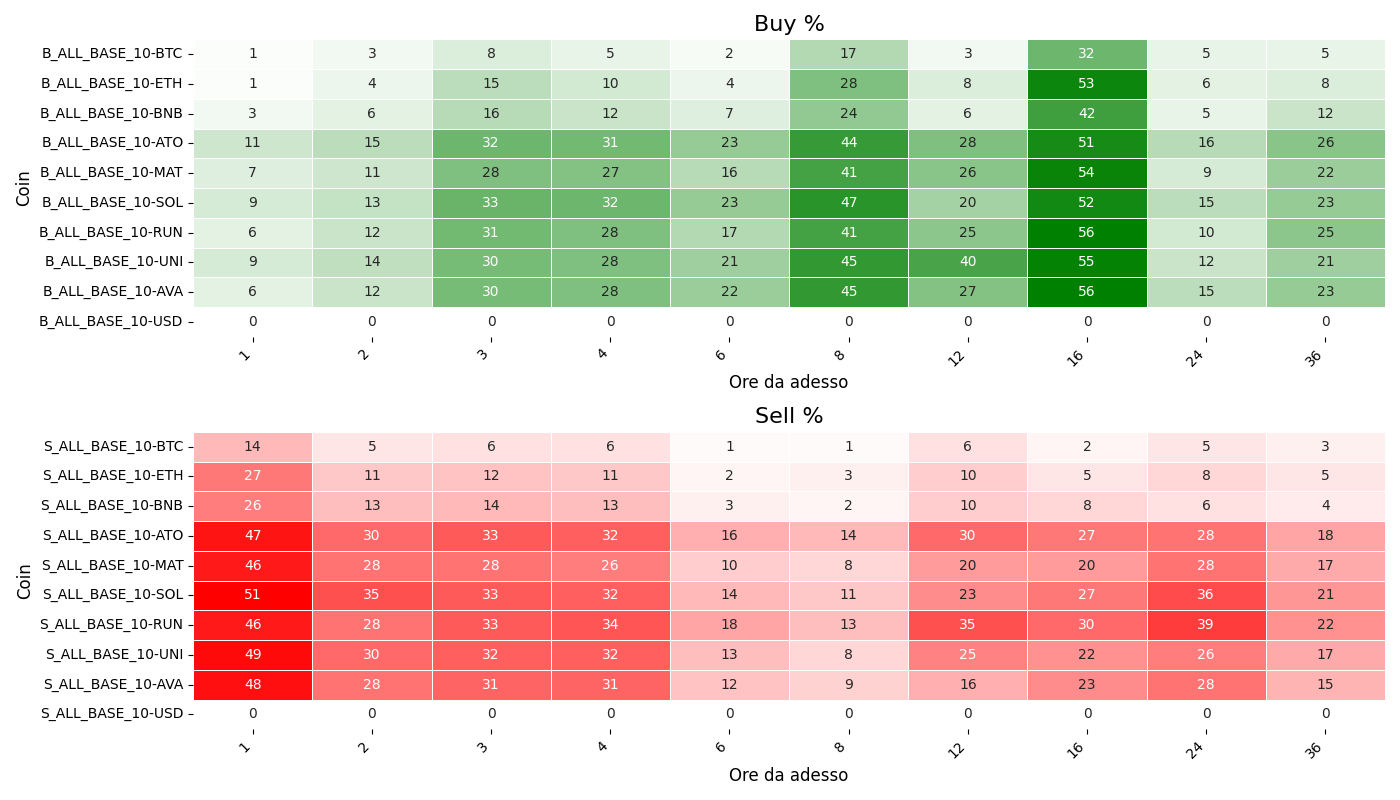 Buy %
Coin
B_ALL_BASE_10-BTC 1 3 8 5 2 17 3 32 5 5
B_ALL_BASE_10-ETH 1 4 15 10 4 28 8 53 6 8
B_ALL_BASE_10-BNB 3 6 16 12 7 24 6 42 5 12
B_ALL_BASE_10-ATO 11 15 32 31 23 44 28 51 16 26
B_ALL_BASE_10-MAT 7 11 28 27 16 41 26 54 9 22
B_ALL_BASE_10-SOL 9 13 33 32 23 47 20 52 15 23
B_ALL_BASE_10-RUN 6 12 31 28 17 41 25 56 10 25
B_ALL_BASE_10-UNI 9 14 30 28 21 45 40 55 12 21
B_ALL_BASE_10-AVA 6 12 30 28 22 45 27 56 15 23
B_ALL_BASE_10-USD 0 0 0 0 0 0 0 0 0 0
1 2 3 4 6 8 12 16 24 36
Ore da adesso
Sell %
Coin
S_ALL_BASE_10-BTC 14 5 6 6 1 1 6 2 5 3
S_ALL_BASE_10-ETH 27 11 12 11 2 3 10 5 8 5
S_ALL_BASE_10-BNB 26 13 14 13 3 2 10 8 6 4
S_ALL_BASE_10-ATO 47 30 33 32 16 14 30 27 28 18
S_ALL_BASE_10-MAT 46 28 28 26 10 8 20 20 28 17
S_ALL_BASE_10-SOL 51 35 33 32 14 11 23 27 36 21
S_ALL_BASE_10-RUN 46 28 33 34 18 13 35 30 39 22
S_ALL_BASE_10-UNI 49 30 32 32 13 8 25 22 26 17
S_ALL_BASE_10-AVA 48 28 31 31 12 9 16 23 28 15
S_ALL_BASE_10-USD 0 0 0 0 0 0 0 0 0 0
1 2 3 4 6 8 12 16 24 36
Ore da adesso